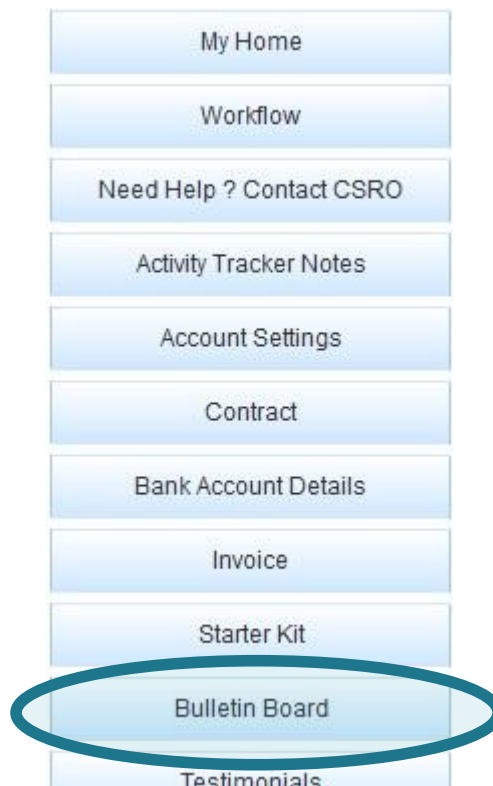 My Home
Workflow
Need Help ? Contact CSRO
Activity Tracker Notes
Account Settings
Contract
Bank Account Details
Invoice
Starter Kit
Bulletin Board
Testimonials